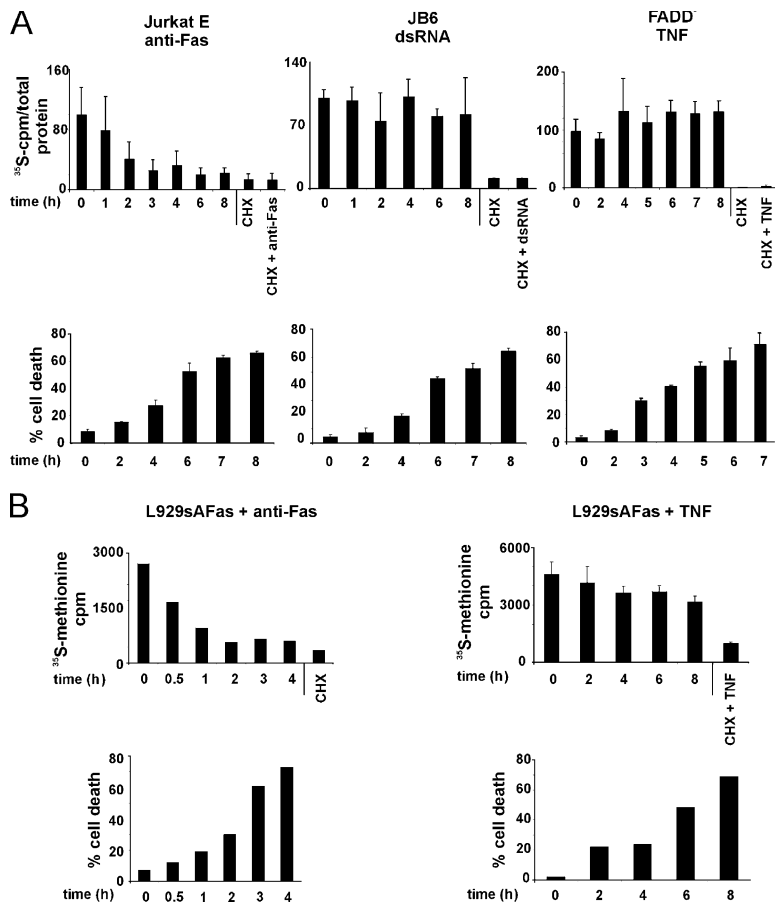 A
Jurkat E
anti-Fas
JB6
dsRNA
FADD-
TNF
35S-cpm/total
protein
160
80
0
140
70
0
200
100
0
time (h)
0 1 2 3 4 6 8 CHX CHX + anti-Fas
0 1 2 4 6 8 CHX CHX + dsRNA
0 2 4 5 6 7 8 CHX CHX + TNF
% cell death
80
60
40
20
0
80
60
40
20
0
80
60
40
20
0
time (h)
0 2 4 6 7 8
0 2 4 6 7 8
0 2 3 4 5 6 7
B
L929sAFas + anti-Fas
L929sAFas + TNF
35S-methionine
cpm
3000
1500
0
time (h)
0 0.5 1 2 3 4 CHX
35S-methionine
cpm
6000
3000
0
time (h)
0 2 4 6 8 CHX + TNF
% cell death
80
60
40
20
0
time (h)
0 0.5 1 2 3 4
% cell death
80
60
40
20
0
time (h)
0 2 4 6 8